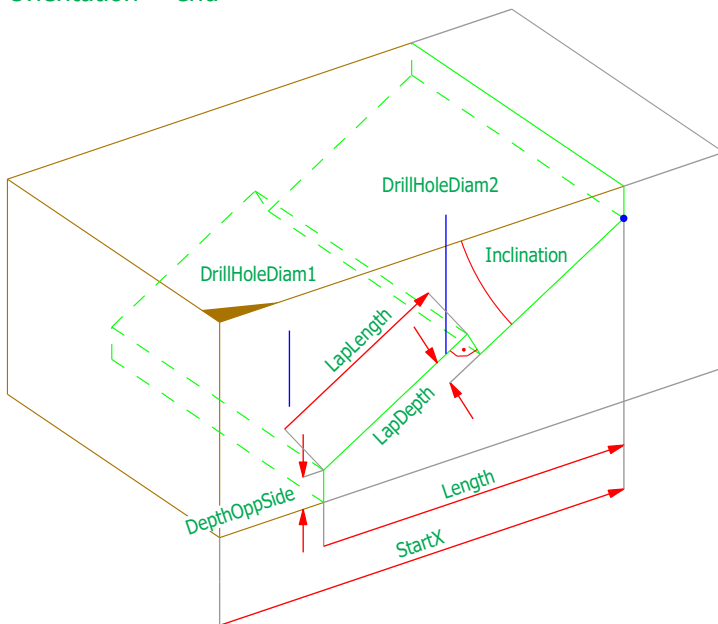 DrillHoleDiam2
Inclination
DrillHoleDiam1
LapLength
LapDepth
DepthOppSide
Length
StartX